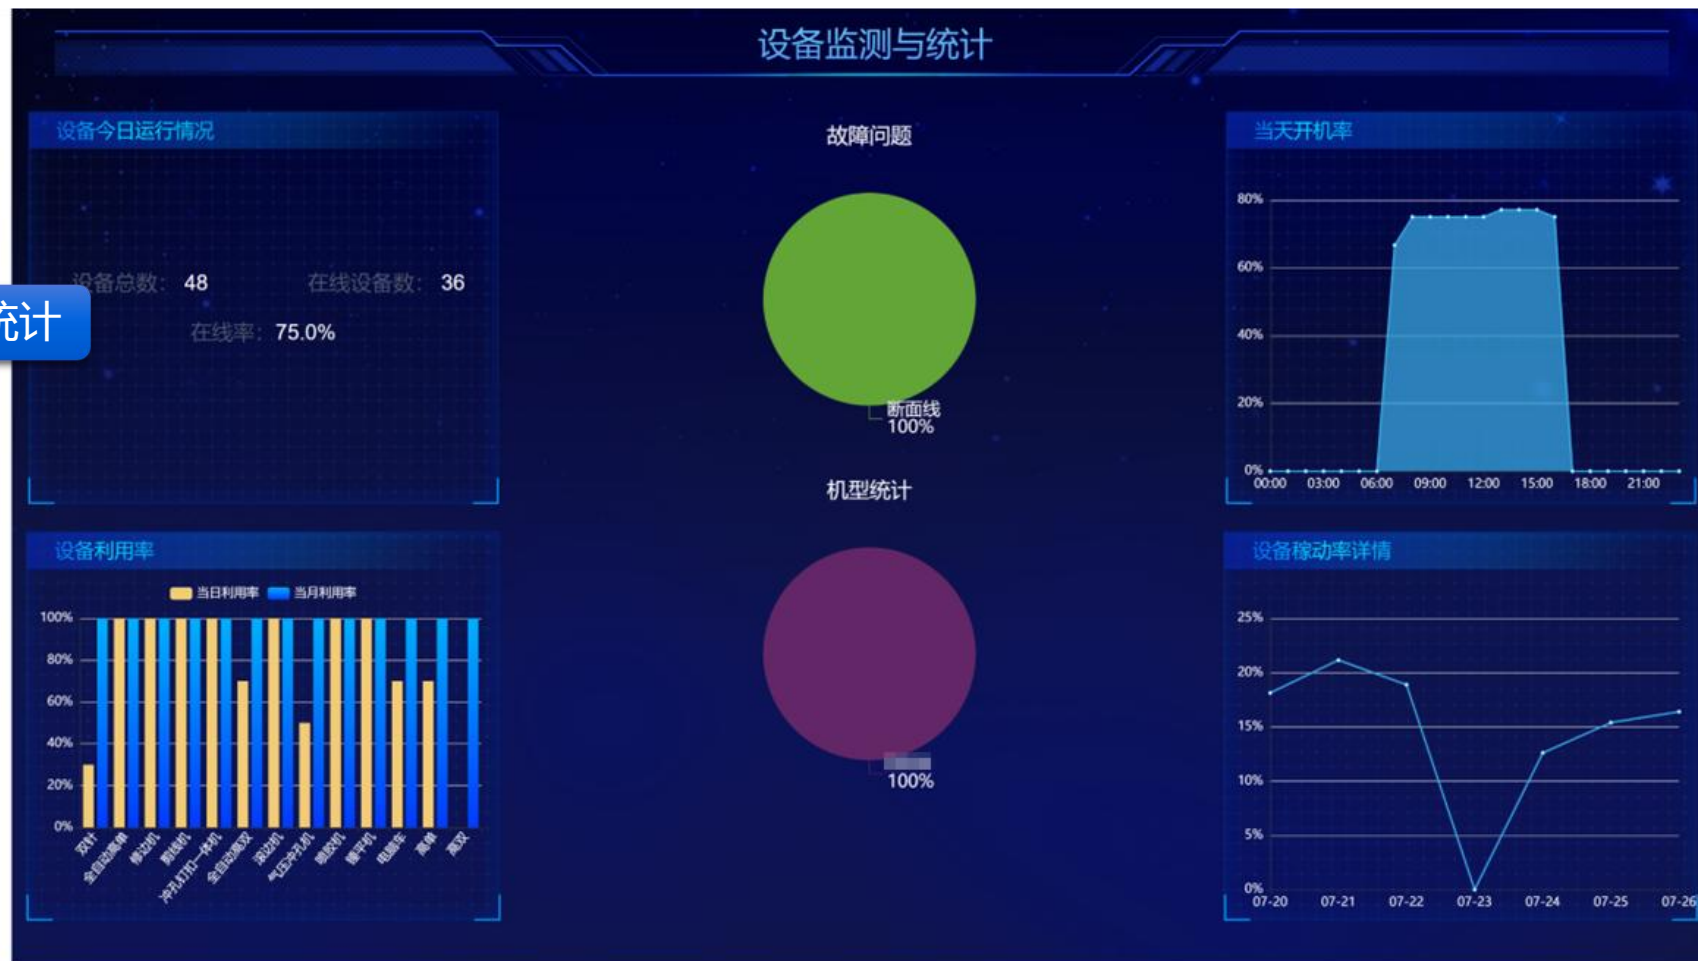 设备监测与统计
设备今日运行情况
设备总数: 48
在线设备数: 36
在线率: 75.0%
统计
故障问题
断面线
100%
机型统计
100%
当天开机率
80%
60%
40%
20%
0%
00:00 03:00 06:00 09:00 12:00 15:00 18:00 21:00
设备利用率
当日利用率 当月利用率
100%
80%
60%
40%
20%
0%
双针 全自动高单 修边机 剪线机 冲孔钉扣一体机 全自动高双 滚边机 气压冲孔机 喷胶机 锤平机 电脑车 高单 高双
设备稼动率详情
25%
20%
15%
10%
5%
0%
07-20 07-21 07-22 07-23 07-24 07-25 07-26